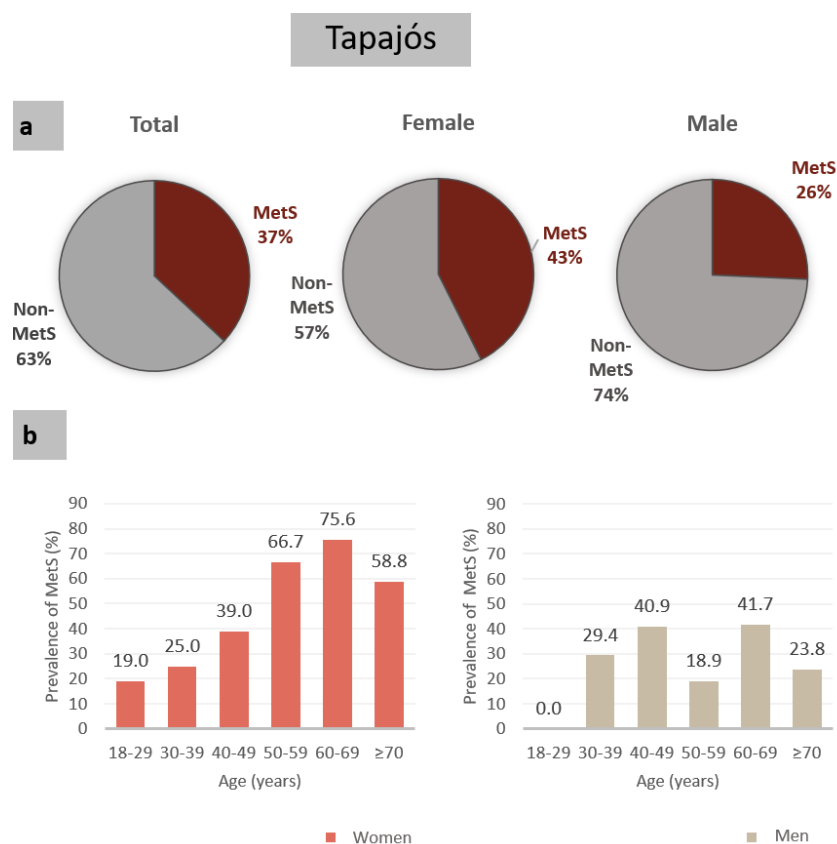 Tapajós
a
Total
Female
Male
MetS
37%
Non-
MetS
63%
MetS
43%
Non-
MetS
57%
MetS
26%
Non-
MetS
74%
b
Prevalence of MetS (%)
90
80
70
60
50
40
30
20
10
0
19.0
25.0
39.0
66.7
75.6
58.8
18-29 30-39 40-49 50-59 60-69 ≥70
Age (years)
Women
Prevalence of MetS (%)
90
80
70
60
50
40
30
20
10
0
0.0
29.4
40.9
18.9
41.7
23.8
18-29 30-39 40-49 50-59 60-69 ≥70
Age (years)
Men